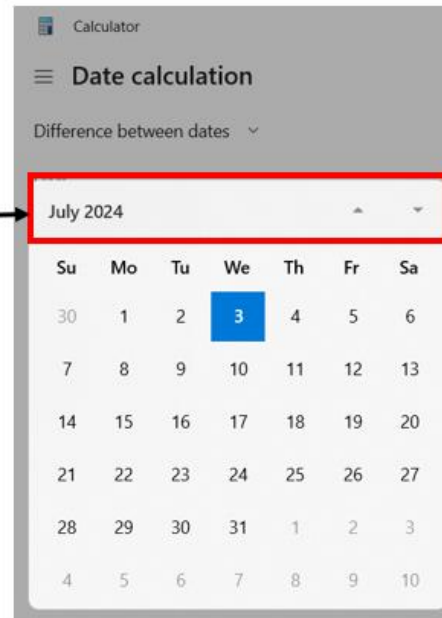 Calculator
Date calculation
Difference between dates
July 2024
Su Mo Tu We Th Fr Sa
30 1 2 3 4 5 6
7 8 9 10 11 12 13
14 15 16 17 18 19 20
21 22 23 24 25 26 27
28 29 30 31 1 2 3
4 5 6 7 8 9 10